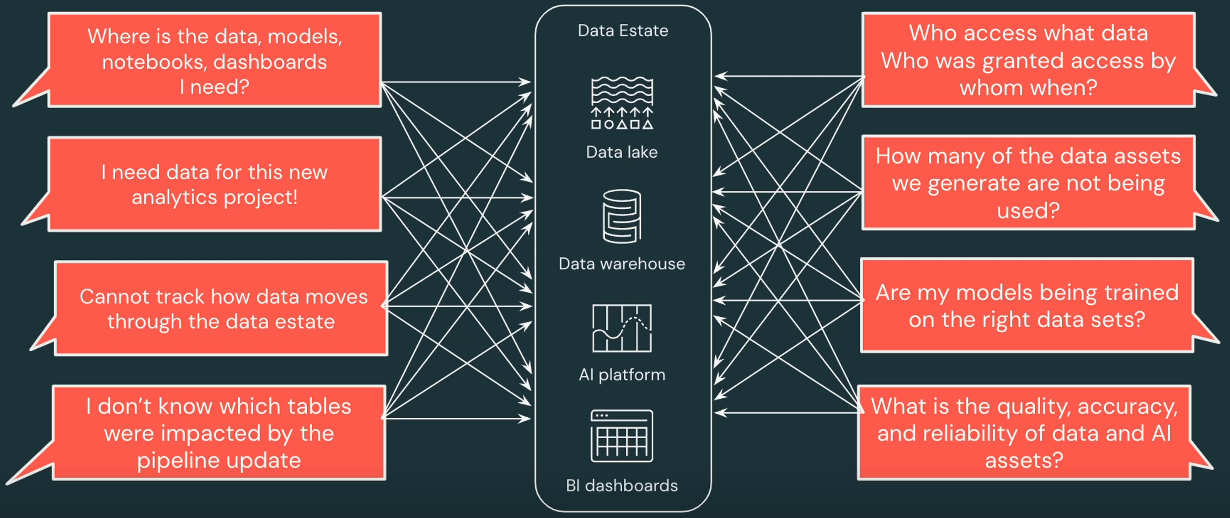 Where is the data, models,
notebooks, dashboards
I need?
I need data for this new
analytics project!
Cannot track how data moves
through the data estate
I don't know which tables
were impacted by the
pipeline update
Data Estate
Data lake
Data warehouse
AI platform
BI dashboards
Who access what data
Who was granted access by
whom when?
How many of the data assets
we generate are not being
used?
Are my models being trained
on the right data sets?
What is the quality, accuracy,
and reliability of data and AI
assets?